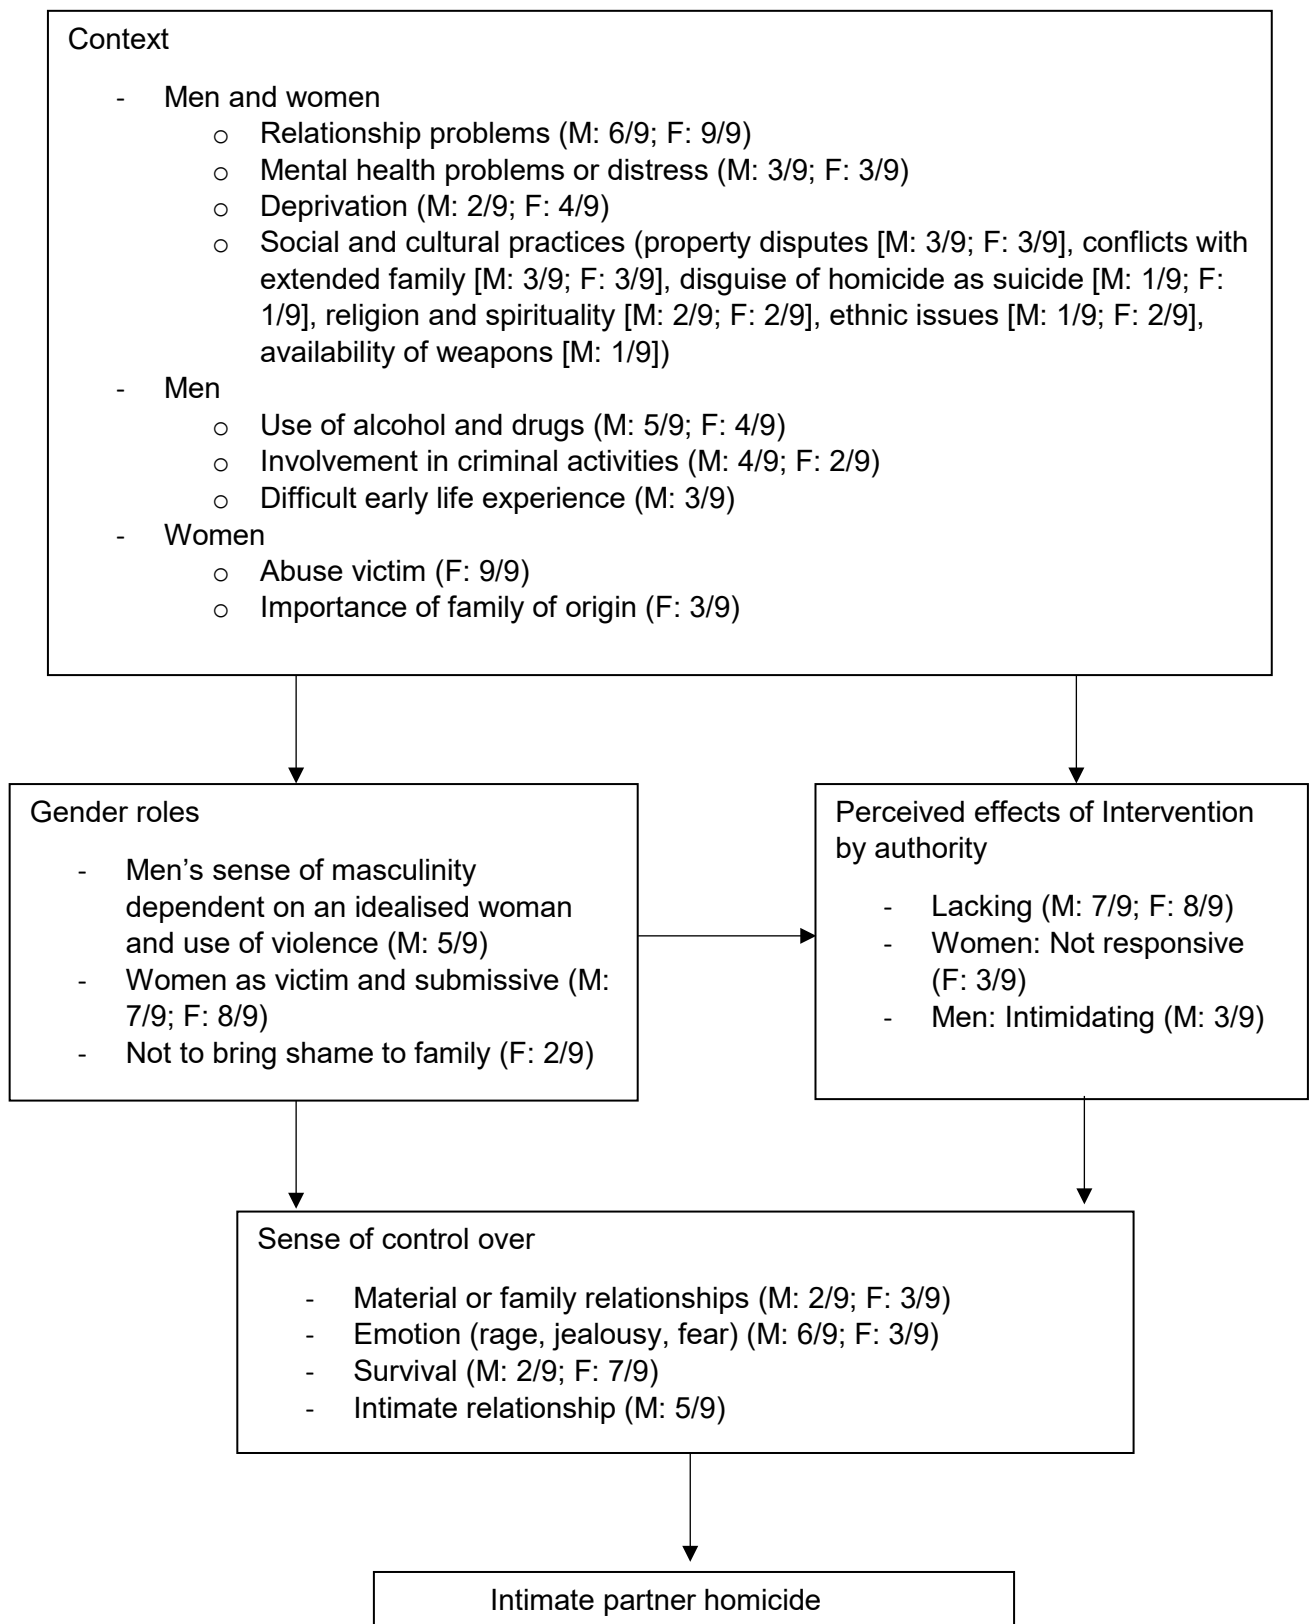 Context
- Men and women
o Relationship problems (M: 6/9; F: 9/9)
o Mental health problems or distress (M: 3/9; F: 3/9)
o Deprivation (M: 2/9; F: 4/9)
o Social and cultural practices (property disputes [M: 3/9; F: 3/9], conflicts with
extended family [M: 3/9; F: 3/9], disguise of homicide as suicide [M: 1/9; F:
1/9], religion and spirituality [M: 2/9; F: 2/9], ethnic issues [M: 1/9; F: 2/9],
availability of weapons [M: 1/9])
- Men
o Use of alcohol and drugs (M: 5/9; F: 4/9)
o Involvement in criminal activities (M: 4/9; F: 2/9)
o Difficult early life experience (M: 3/9)
- Women
o Abuse victim (F: 9/9)
o Importance of family of origin (F: 3/9)
Gender roles
- Men’s sense of masculinity
dependent on an idealised woman
and use of violence (M: 5/9)
- Women as victim and submissive (M:
7/9; F: 8/9)
- Not to bring shame to family (F: 2/9)
Perceived effects of Intervention
by authority
- Lacking (M: 7/9; F: 8/9)
- Women: Not responsive
(F: 3/9)
- Men: Intimidating (M: 3/9)
Sense of control over
- Material or family relationships (M: 2/9; F: 3/9)
- Emotion (rage, jealousy, fear) (M: 6/9; F: 3/9)
- Survival (M: 2/9; F: 7/9)
- Intimate relationship (M: 5/9)
Intimate partner homicide